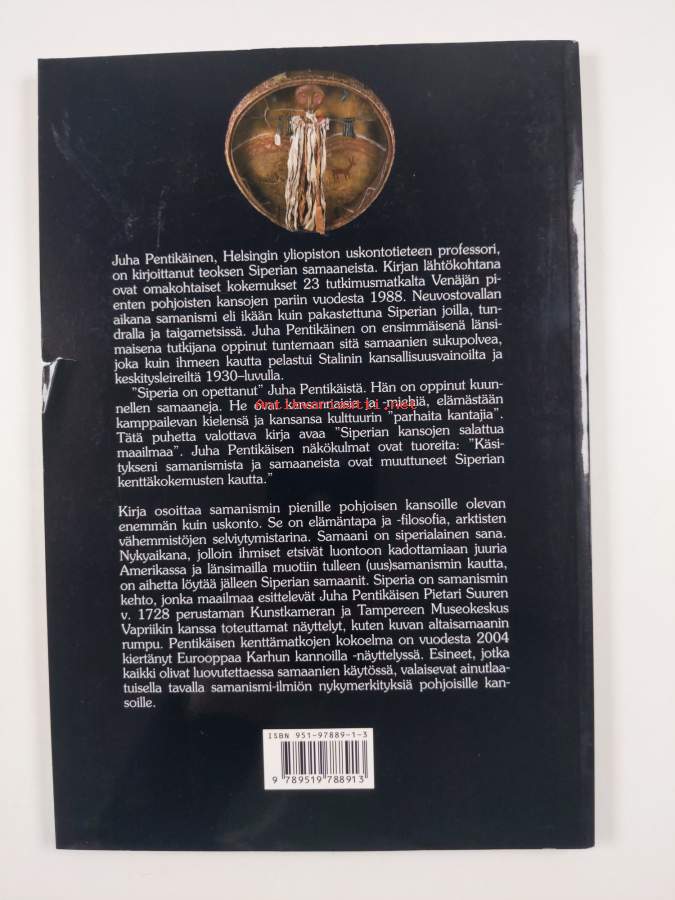 Juha Pentikäinen, Helsingin yliopiston uskontotieteen professori,
on kirjoittanut teoksen Siperian samaaneista. Kirjan lähtökohtana
ovat omakohtaiset kokemukset 23 tutkimusmatkalta Venäjän pi-
enten pohjoisten kansojen pariin vuodesta 1988. Neuvostovallan
aikana samanismi eli ikään kuin pakastettuna Siperian joilla, tun-
dralla ja taigametsissä. Juha Pentikäinen on ensimmäisenä länsi-
maisena tutkijana oppinut tuntemaan sitä samaanien sukupolvea,
joka kuin ihmeen kautta pelastui Stalinin kansallisuusvainoilta ja
keskitysleireiltä 1930–luvulla.
"Siperia on opettanut" Juha Pentikäistä. Hän on oppinut kuun-
nellen samaaneja. He ovat kansannaisia ja -miehiä, elämästään
Antikvariaatti.net
kamppailevan kielensä ja kansansa kulttuurin "parhaita kantajia".
Tätä puhetta valottava kirja avaa "Siperian kansojen salattua
maailmaa". Juha Pentikäisen näkökulmat ovat tuoreita: "Käsi-
tykseni samanismista ja samaaneista ovat muuttuneet Siperian
kenttäkokemusten kautta."
Kirja osoittaa samanismin pienille pohjoisen kansoille olevan
enemmän kuin uskonto. Se on elämäntapa ja -filosofia, arktisten
vähemmistöjen selviytymistarina. Samaani on siperialainen sana.
Nykyaikana, jolloin ihmiset etsivät luontoon kadottamiaan juuria
Amerikassa ja länsimailla muotiin tulleen (uus)samanismin kautta,
on aihetta löytää jälleen Siperian samaanit. Siperia on samanismin
kehto, jonka maailmaa esittelevät Juha Pentikäisen Pietari Suuren
v. 1728 perustaman Kunstkameran ja Tampereen Museokeskus
Vapriikin kanssa toteuttamat näyttelyt, kuten kuvan altaisamaanin
rumpu. Pentikäisen kenttämatkojen kokoelma on vuodesta 2004
kiertänyt Eurooppaa Karhun kannoilla -näyttelyssä. Esineet, jotka
kaikki olivat luovutettaessa samaanien käytössä, valaisevat ainutlaa-
tuisella tavalla samanismi-ilmiön nykymerkityksiä pohjoisille kan-
soille.
ISBN 951-97889-1-3
9 789519 788913